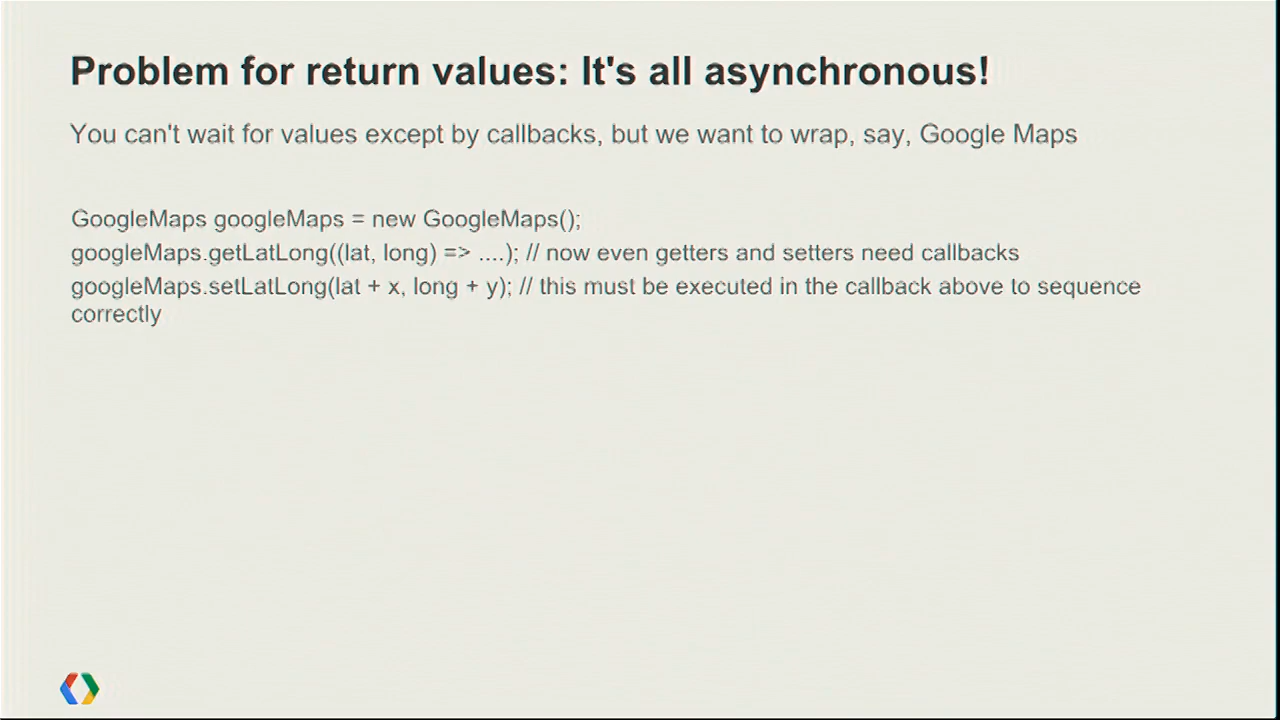 Problem for return values: It's all asynchronous!
You can't wait for values except by callbacks, but we want to wrap, say, Google Maps
GoogleMaps googleMaps = new GoogleMaps();
googleMaps.getLatLong((lat, long) => ....); // now even getters and setters need callbacks
googleMaps.setLatLong(lat + x, long + y); // this must be executed in the callback above to sequence
correctly